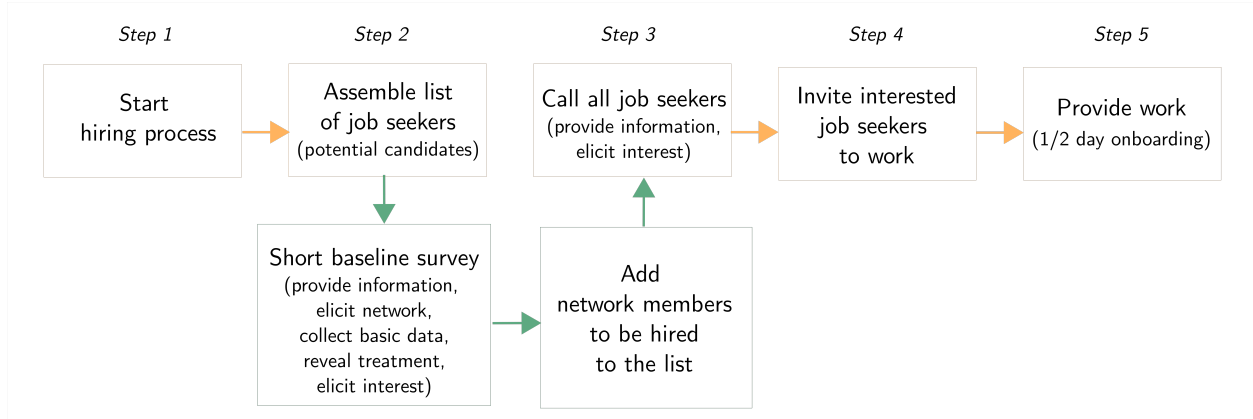 Step 1
Step 2
Step 3
Step 4
Step 5
Start
hiring process
Assemble list
of job seekers
(potential candidates)
Call all job seekers
(provide information,
elicit interest)
Invite interested
job seekers
to work
Provide work
(1/2 day onboarding)
Short baseline survey
(provide information,
elicit network,
collect basic data,
reveal treatment,
elicit interest)
Add
network members
to be hired
to the list